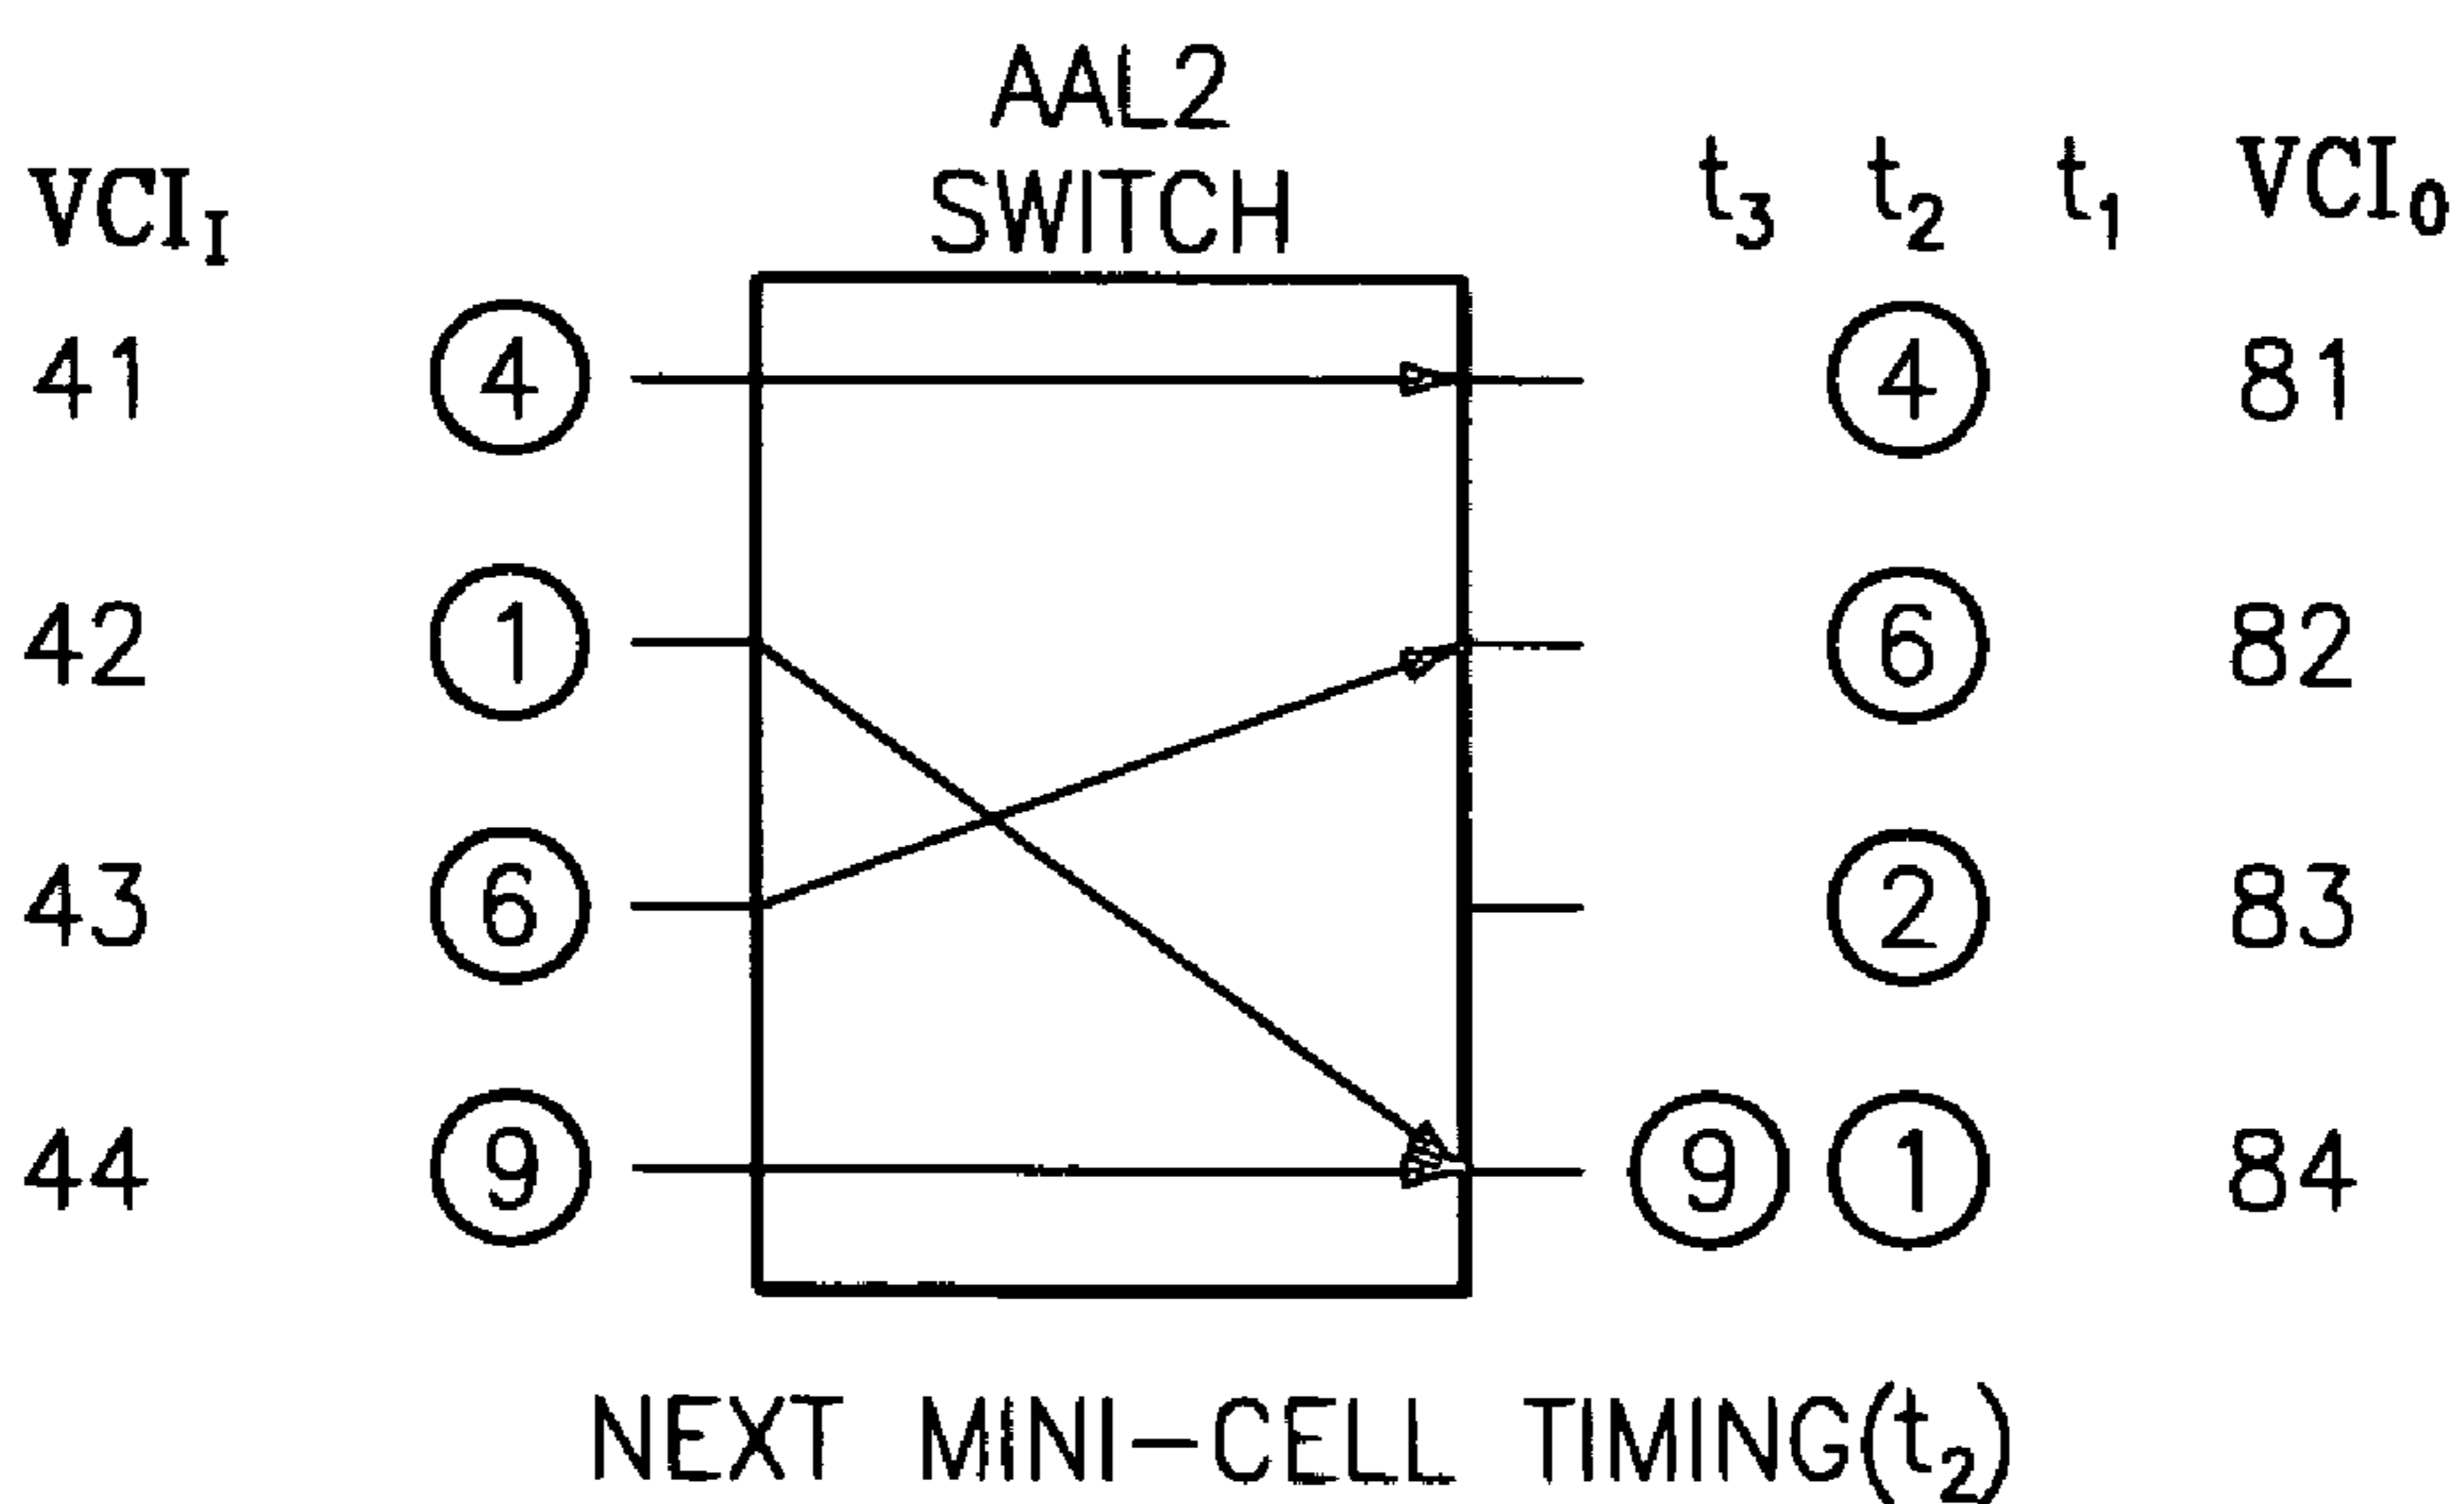 AAL2
SWITCH
VCI_I t_3 t_2 t_1 VCI_0
41 4 4 81
42 1 6 82
43 6 2 83
44 9 9 1 84
NEXT MINI-CELL TIMING(t_2)